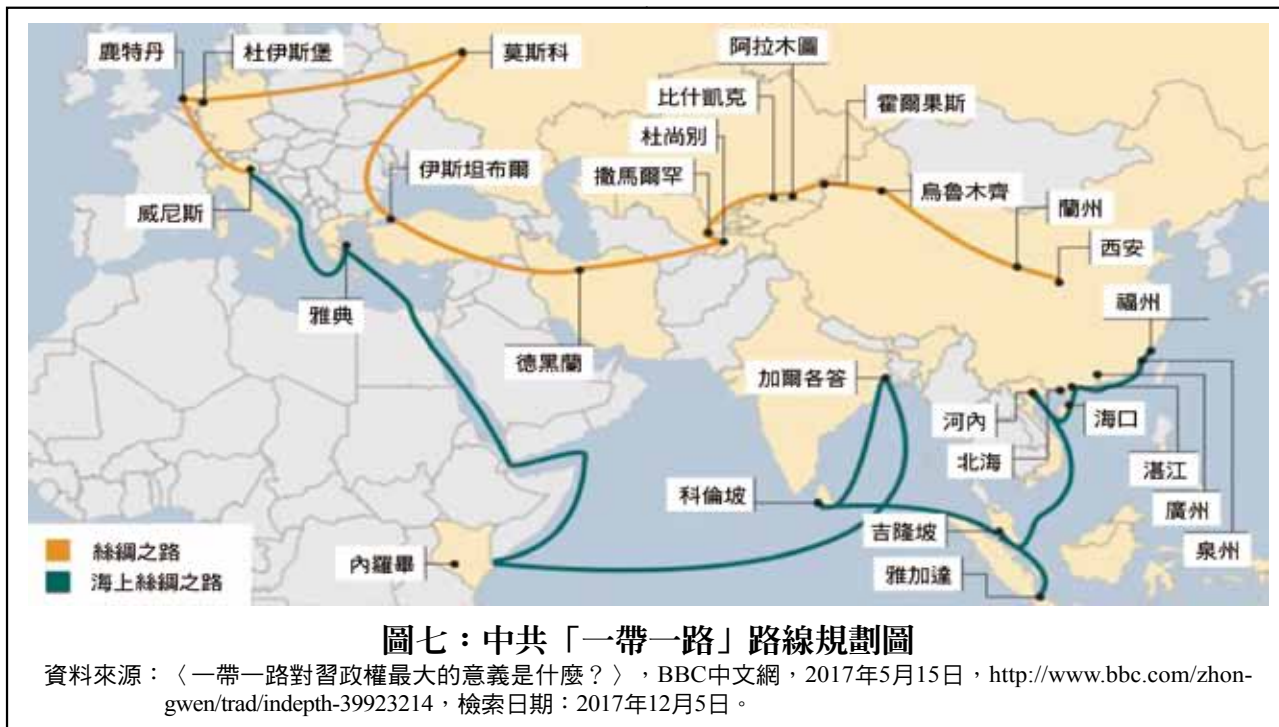 鹿特丹
杜伊斯堡
莫斯科
阿拉木圖
比什凱克
霍爾果斯
杜尚別
伊斯坦布爾
撒馬爾罕
烏魯木齊
蘭州
威尼斯
西安
雅典
福州
德黑蘭
加爾各答
河內
海口
北海
湛江
科倫坡
廣州
吉隆坡
泉州
絲綢之路
內羅畢
海上絲綢之路
雅加達
圖七：中共「一帶一路」路線規劃圖
資料來源：〈一帶一路對習政權最大的意義是什麼？〉，BBC中文網，2017年5月15日，http://www.bbc.com/zhon-
gwen/trad/indepth-39923214，檢索日期：2017年12月5日。